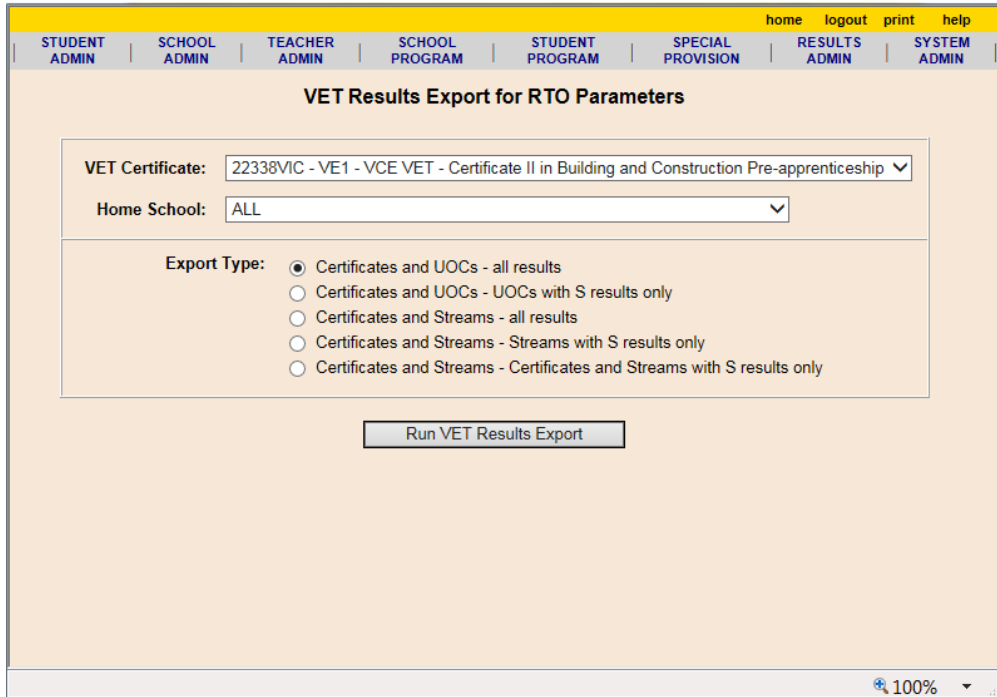 home logout print help
STUDENT ADMIN | SCHOOL ADMIN | TEACHER ADMIN | SCHOOL PROGRAM | STUDENT PROGRAM | SPECIAL PROVISION | RESULTS ADMIN | SYSTEM ADMIN
VET Results Export for RTO Parameters
VET Certificate: 22338VIC - VE1 - VCE VET - Certificate II in Building and Construction Pre-apprenticeship
Home School: ALL
Export Type: Certificates and UOCs - all results
Certificates and UOCs - UOCs with S results only
Certificates and Streams - all results
Certificates and Streams - Streams with S results only
Certificates and Streams - Certificates and Streams with S results only
Run VET Results Export
100%